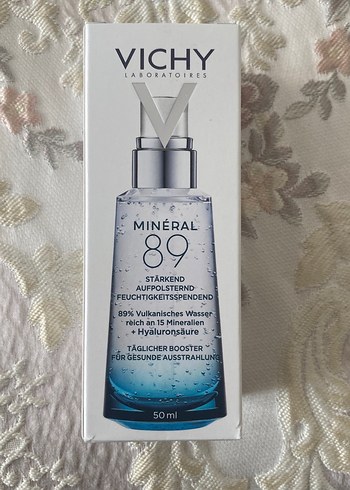 VICHY
LABORATOIRES
MINÉRAL
89
STÄRKEND
AUFPOLSTERND
FEUCHTIGKEITSSPENDEND
89% Vulkanisches Wasser
reich an 15 Mineralien
+ Hyaluronsäure
TÄGLICHER BOOSTER
FÜR GESUNDE AUSSTRAHLUNG
50 ml